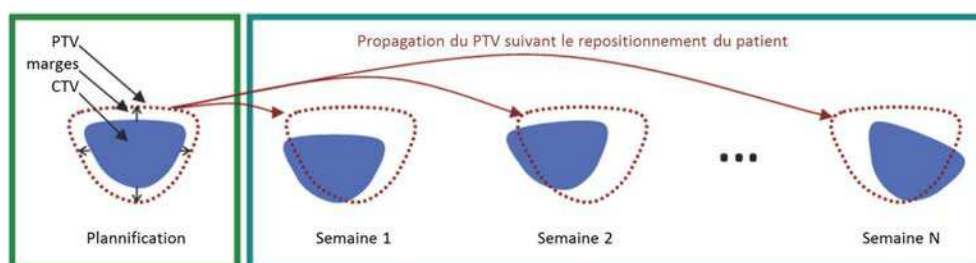 PTV
marges
CTV
Plannification
Propagation du PTV suivant le repositionnement du patient
Semaine 1
Semaine 2
Semaine N